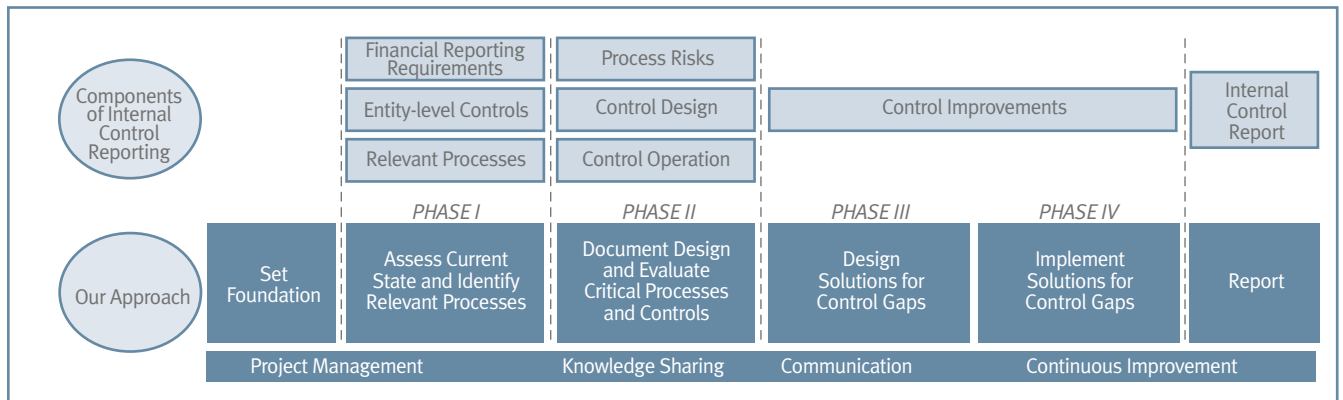 Components
of Internal
Control
Reporting
Financial Reporting
Requirements
Entity-level Controls
Relevant Processes
Process Risks
Control Design
Control Operation
Control Improvements
Internal
Control
Report
PHASE I
PHASE II
PHASE III
PHASE IV
Our Approach
Set
Foundation
Assess Current
State and Identify
Relevant Processes
Document Design
and Evaluate
Critical Processes
and Controls
Design
Solutions for
Control Gaps
Implement
Solutions for
Control Gaps
Report
Project Management
Knowledge Sharing
Communication
Continuous Improvement